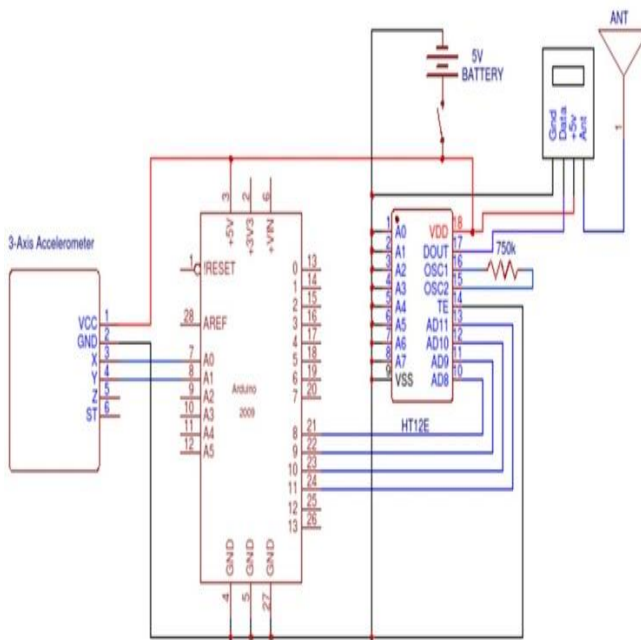 ANT
5V
BATTERY
Gnd
Data
+5v
Ant
1
3
2
6
+5V
+3V3
+VIN
3-Axis Accelerometer
VCC 1
GND 2
X 3
Y 4
Z 5
ST 6
1 !RESET
28 AREF
7 A0
8 A1
9 A2
10 A3
11 A4
12 A5
Arduino
2009
0 13
1 14
2 15
3 16
4 17
5 18
6 19
7 20
8 21
9 22
10 23
11 24
12 25
13 26
GND
GND
GND
4
5
27
1 A0 VDD 18
2 A1 DOUT 17
3 A2 OSC1 16
4 A3 OSC2 15
5 A4 TE 14
6 A5 AD11 13
7 A6 AD10 12
8 A7 AD9 11
9 VSS AD8 10
750k
HT12E